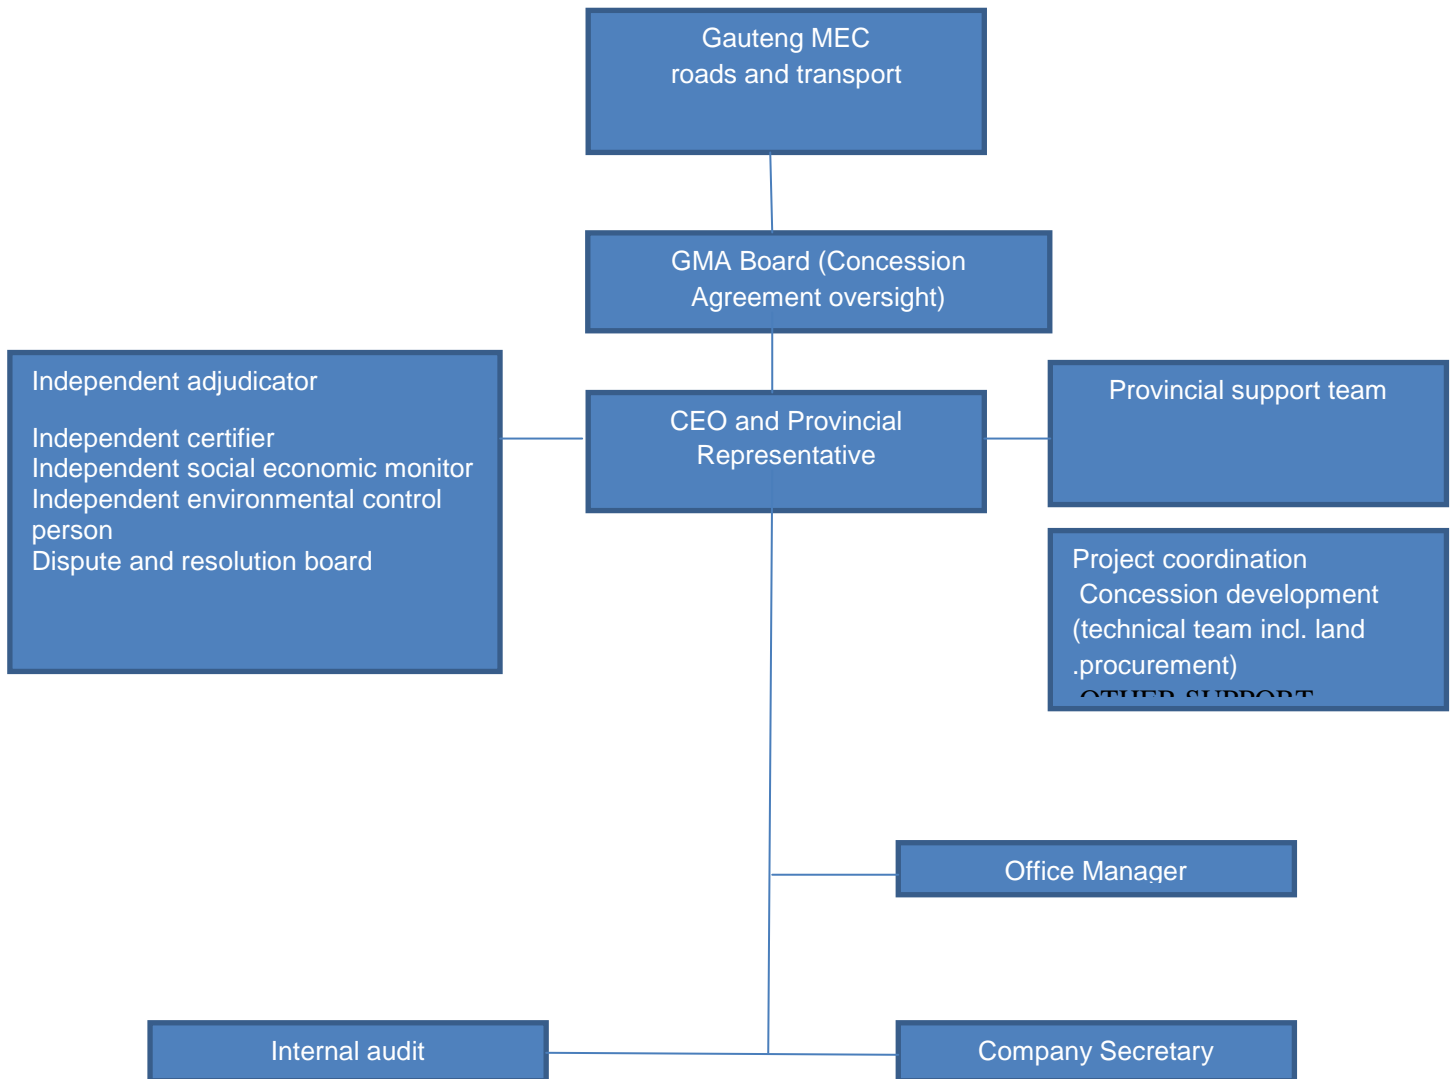 Gauteng MEC
roads and transport
GMA Board (Concession
Agreement oversight)
Independent adjudicator
Independent certifier
Independent social economic monitor
Independent environmental control
person
Dispute and resolution board
CEO and Provincial
Representative
Provincial support team
Project coordination
Concession development
(technical team incl. land
.procurement)
OTHER SUPPORT
Office Manager
Internal audit
Company Secretary